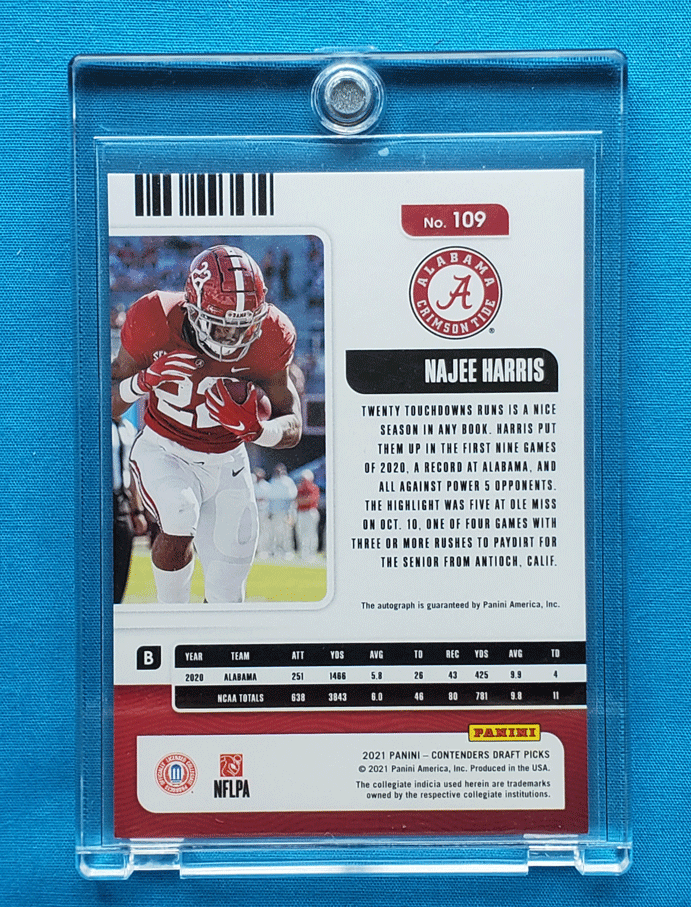 No. 109
ALABAMA
A
CRIMSON TIDE
®
22
NAJEE HARRIS
TWENTY TOUCHDOWNS RUNS IS A NICE
SEASON IN ANY BOOK. HARRIS PUT
THEM UP IN THE FIRST NINE GAMES
OF 2020, A RECORD AT ALABAMA, AND
ALL AGAINST POWER 5 OPPONENTS.
THE HIGHLIGHT WAS FIVE AT OLE MISS
ON OCT. 10, ONE OF FOUR GAMES WITH
THREE OR MORE RUSHES TO PAYDIRT FOR
THE SENIOR FROM ANTIOCH, CALIF.
The autograph is guaranteed by Panini America, Inc.
B
YEAR TEAM ATT YDS AVG TD REC YDS AVG TD
2020 ALABAMA 251 1466 5.8 26 43 425 9.9 4
NCAA TOTALS 638 3843 6.0 46 80 781 9.8 11
PANINI
2021 PANINI – CONTENDERS DRAFT PICKS
© 2021 Panini America, Inc. Produced in the USA.
The collegiate indicia used herein are trademarks
owned by the respective collegiate institutions.
OFFICIALLY LICENSED COLLEGIATE PRODUCTS
NFLPA